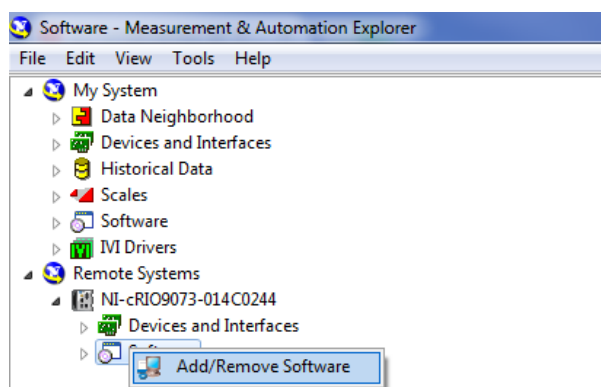 Software - Measurement & Automation Explorer
File Edit View Tools Help
My System
Data Neighborhood
Devices and Interfaces
Historical Data
Scales
Software
IVI Drivers
Remote Systems
NI-cRIO9073-014C0244
Devices and Interfaces
Add/Remove Software